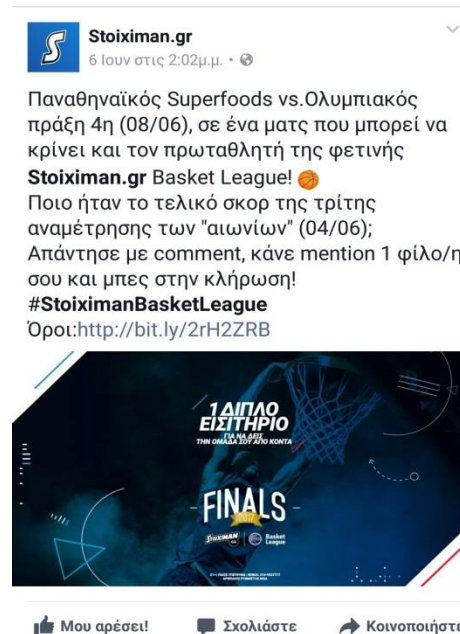 Stoiximan.gr
6 Ιουν στις 2:02μ.μ. •
Παναθηναϊκός Superfoods vs.Ολυμπιακός
πράξη 4η (08/06), σε ένα ματς που μπορεί να
κρίνει και τον πρωταθλητή της φετινής
Stoiximan.gr Basket League! 🏀
Ποιο ήταν το τελικό σκορ της τρίτης
αναμέτρησης των "αιωνίων" (04/06);
Απάντησε με comment, κάνε mention 1 φίλο/η
σου και μπες στην κλήρωση!
#StoiximanBasketLeague
Όροι:http://bit.ly/2rH2ZRB
1 ΔΙΠΛΟ
ΕΙΣΙΤΗΡΙΟ
ΓΙΑ ΝΑ ΔΕΙΣ
ΤΗΝ ΟΜΑΔΑ ΣΟΥ ΑΠΟ ΚΟΝΤΑ
FINALS
2017
STOIXIMAN Basket
League
Μου αρέσει! Σχολιάστε Κοινοποιήστε